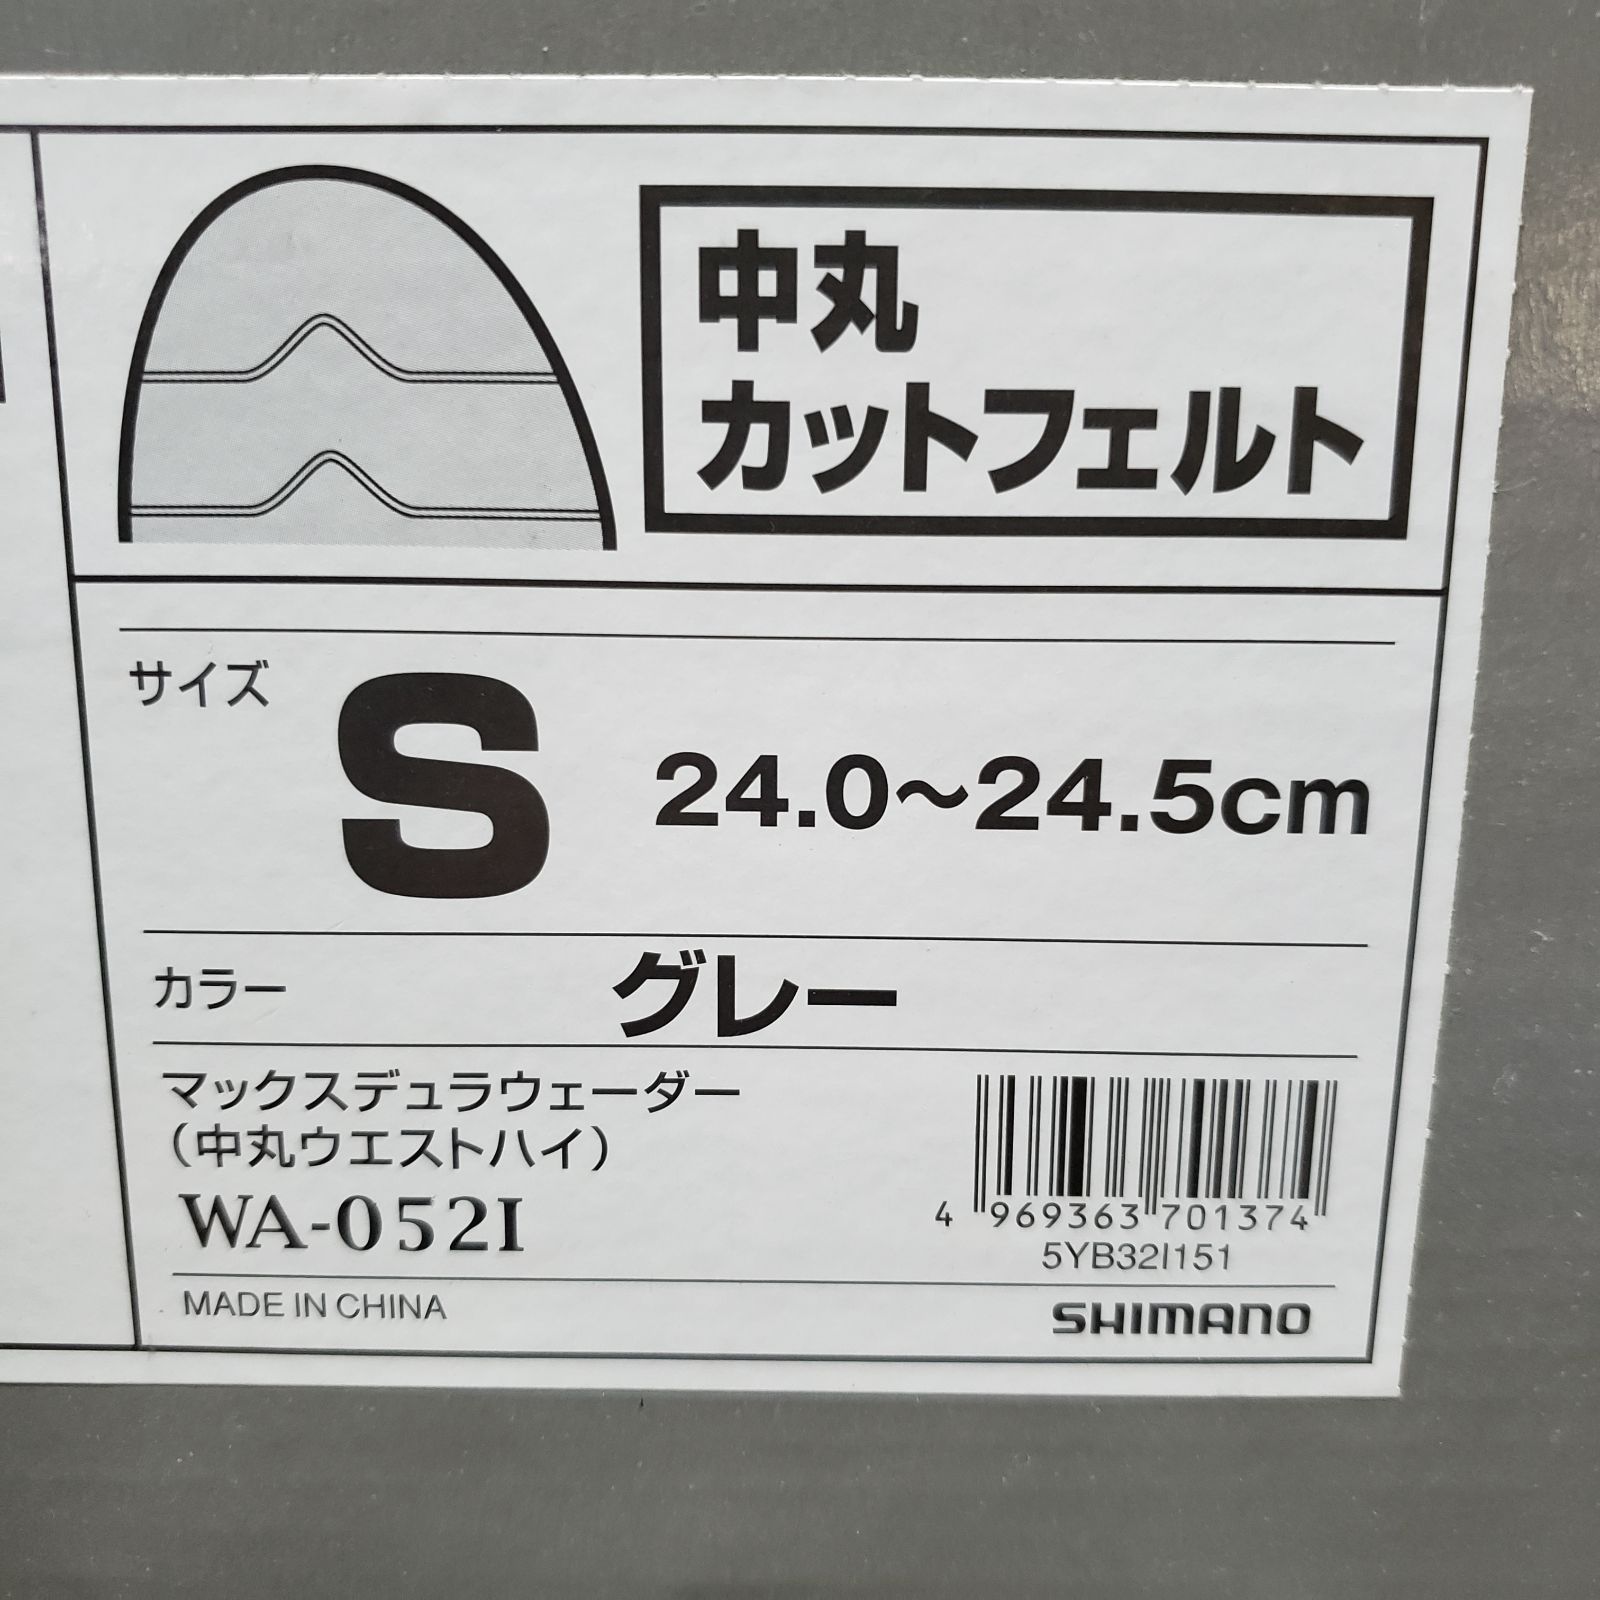 中丸
カットフェルト
サイズ
S 24.0～24.5cm
カラー グレー
マックスデュラウェーダー
（中丸ウエストハイ）
WA-052I
4 969363 701374
5YB32I151
MADE IN CHINA
SHIMANO